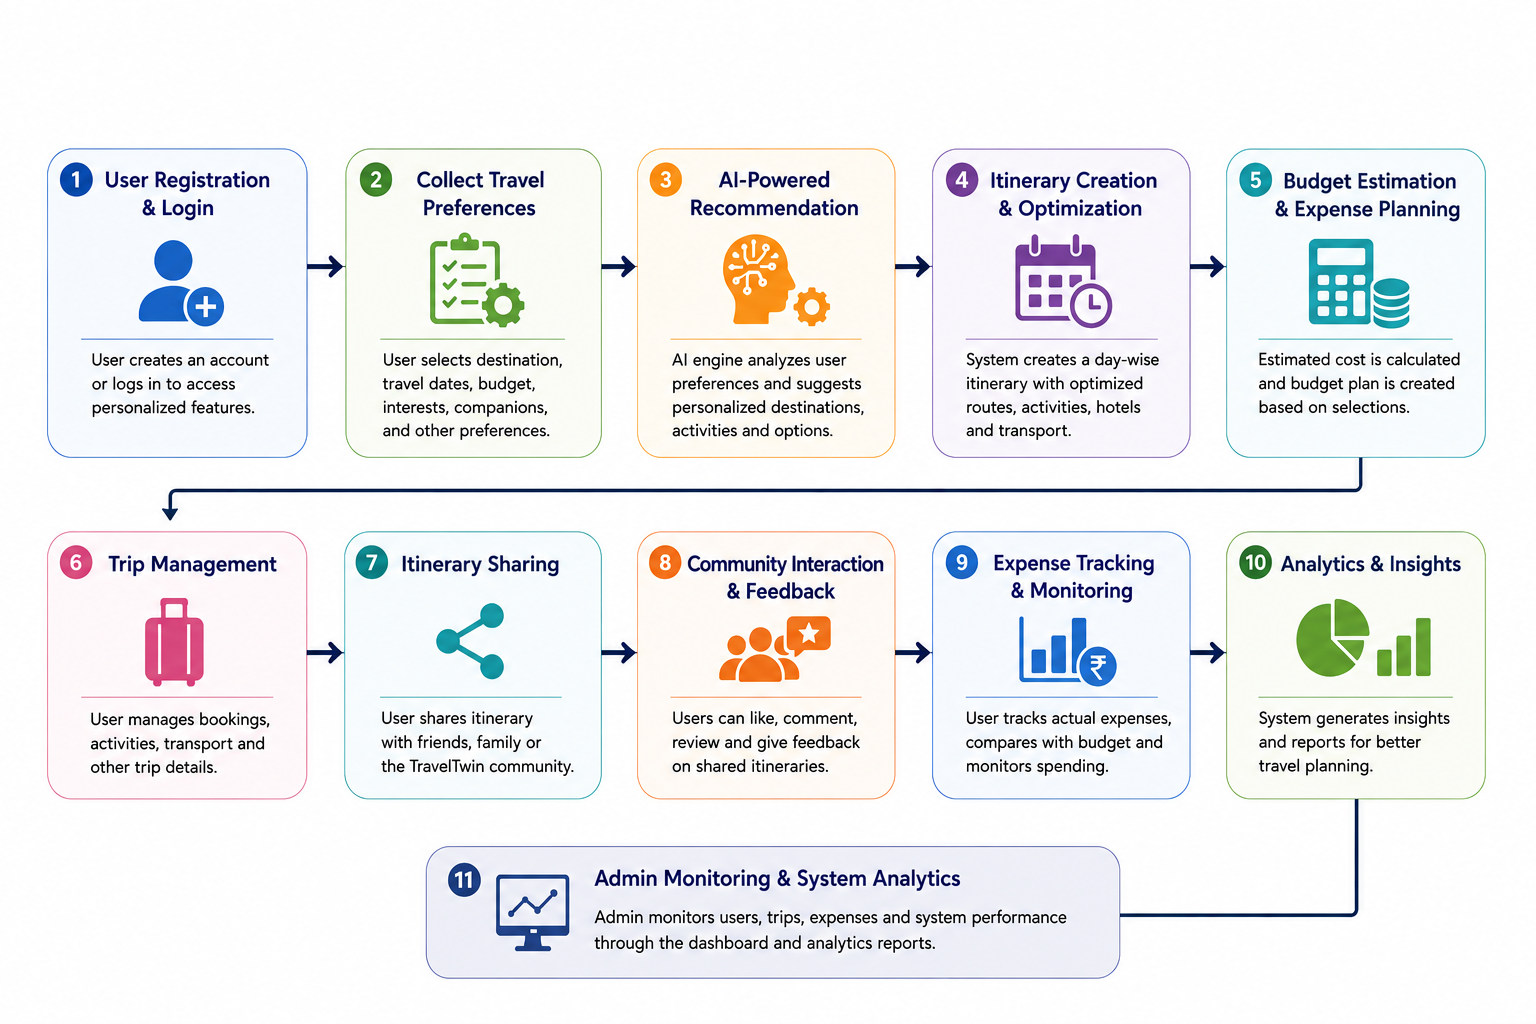 1
User Registration
& Login
User creates an account
or logs in to access
personalized features.
2
Collect Travel
Preferences
User selects destination,
travel dates, budget,
interests, companions,
and other preferences.
3
AI-Powered
Recommendation
AI engine analyzes user
preferences and suggests
personalized destinations,
activities and options.
4
Itinerary Creation
& Optimization
System creates a day-wise
itinerary with optimized
routes, activities, hotels
and transport.
5
Budget Estimation
& Expense Planning
Estimated cost is calculated
and budget plan is created
based on selections.
6
Trip Management
User manages bookings,
activities, transport and
other trip details.
7
Itinerary Sharing
User shares itinerary
with friends, family or
the TravelTwin community.
8
Community Interaction
& Feedback
Users can like, comment,
review and give feedback
on shared itineraries.
9
Expense Tracking
& Monitoring
₹
User tracks actual expenses,
compares with budget and
monitors spending.
10
Analytics & Insights
System generates insights
and reports for better
travel planning.
11
Admin Monitoring & System Analytics
Admin monitors users, trips, expenses and system performance
through the dashboard and analytics reports.